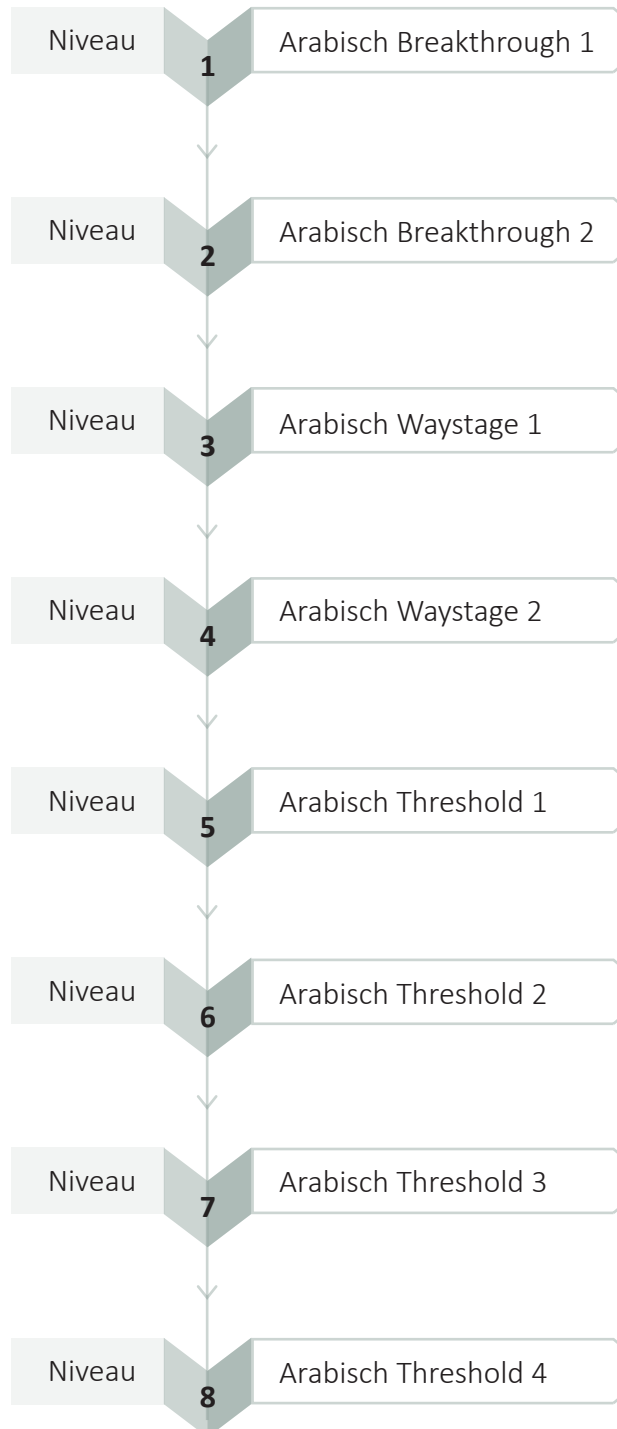 Niveau 1 Arabisch Breakthrough 1
Niveau 2 Arabisch Breakthrough 2
Niveau 3 Arabisch Waystage 1
Niveau 4 Arabisch Waystage 2
Niveau 5 Arabisch Threshold 1
Niveau 6 Arabisch Threshold 2
Niveau 7 Arabisch Threshold 3
Niveau 8 Arabisch Threshold 4